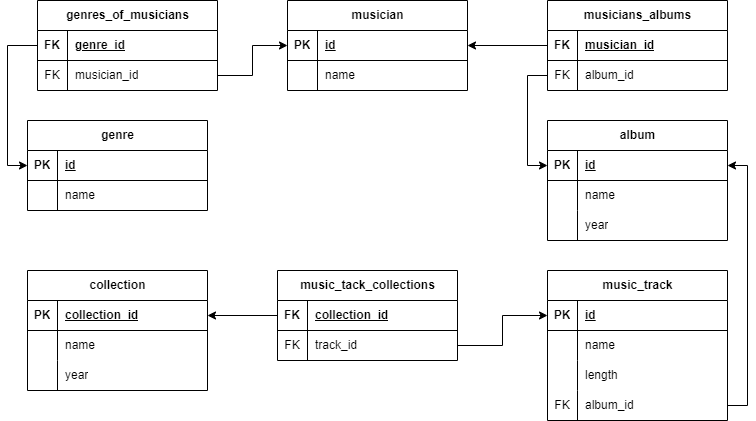 genres_of_musicians
FK genre_id
FK musician_id
musician
PK id
name
musicians_albums
FK musician_id
FK album_id
genre
PK id
name
album
PK id
name
year
collection
PK collection_id
name
year
music_tack_collections
FK collection_id
FK track_id
music_track
PK id
name
length
FK album_id